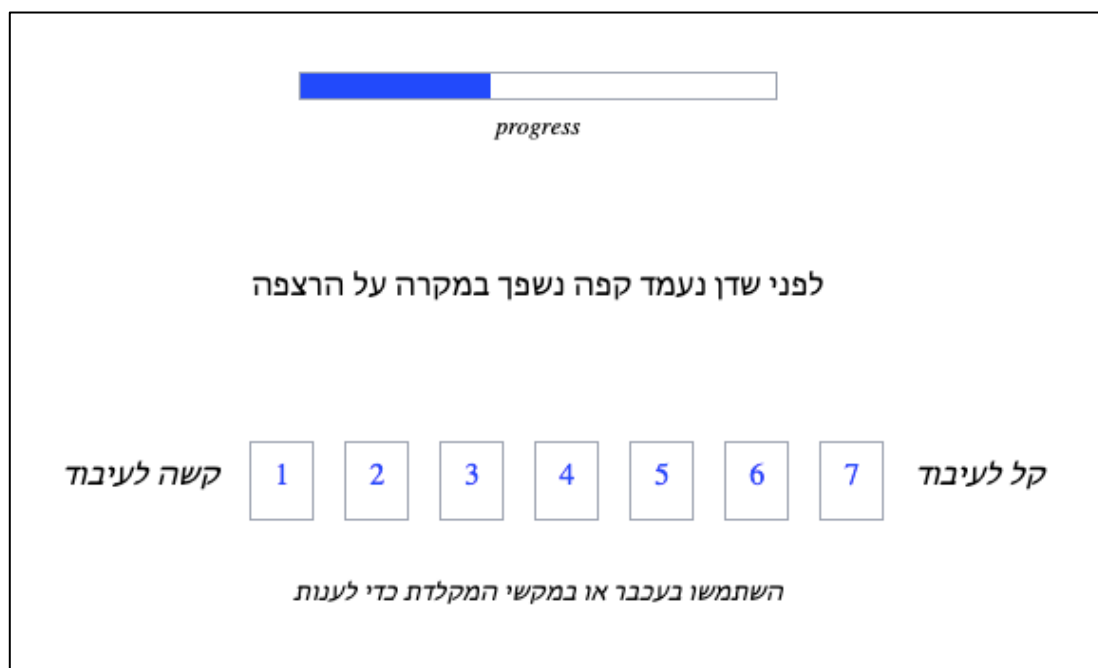 progress
לפני שדן נעמד קפה נשפך במקרה על הרצפה
קשה לעיבוד 1 2 3 4 5 6 7 קל לעיבוד
השתמשו בעכבר או במקשי המקלדת כדי לענות